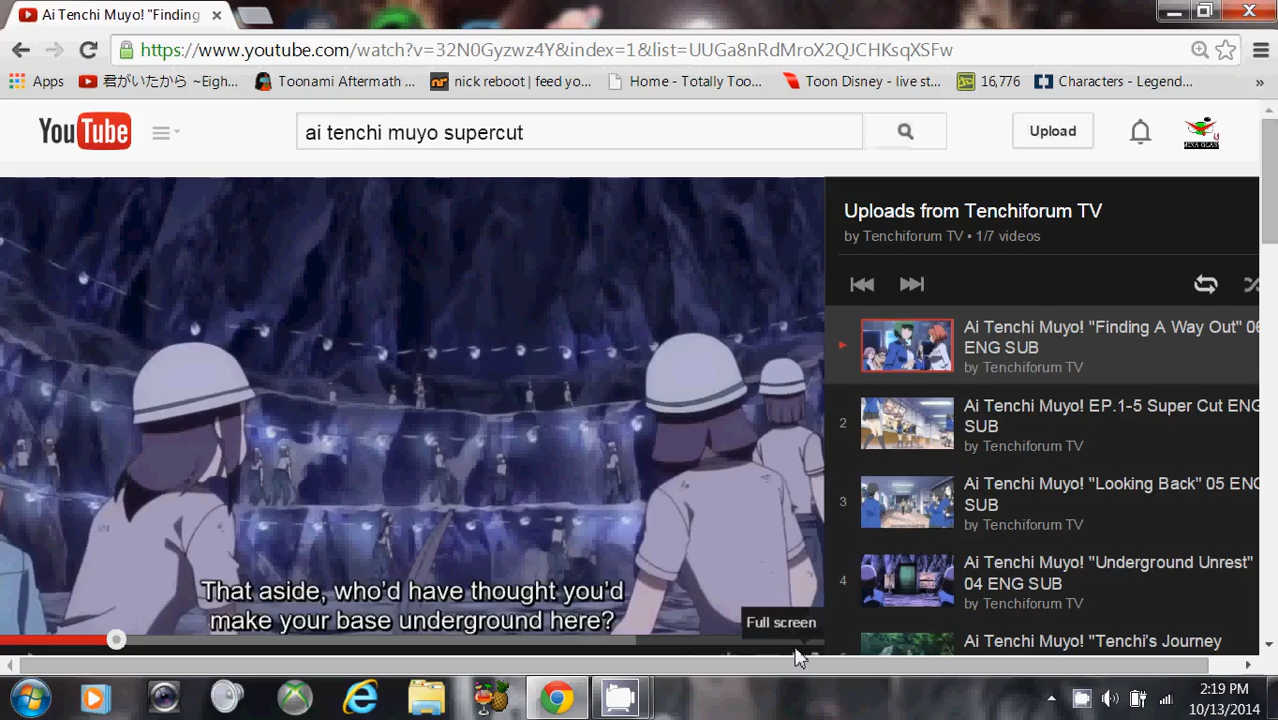 Ai Tenchi Muyo! "Finding
https://www.youtube.com/watch?v=32N0Gyzwz4Y&index=1&list=UUGa8nRdMroX2QJCHKsqXSFw
Apps
君がいたから ~Eigh...
Toonami Aftermath ...
nick reboot | feed yo...
Home - Totally Too...
Toon Disney - live st...
16,776
Characters - Legend...
»
YouTube
ai tenchi muyo supercut
Upload
Uploads from Tenchiforum TV
by Tenchiforum TV • 1/7 videos
Ai Tenchi Muyo! "Finding A Way Out" 06
ENG SUB
by Tenchiforum TV
2
Ai Tenchi Muyo! EP.1-5 Super Cut ENG
SUB
by Tenchiforum TV
3
Ai Tenchi Muyo! "Looking Back" 05 ENG
SUB
by Tenchiforum TV
4
Ai Tenchi Muyo! "Underground Unrest"
04 ENG SUB
by Tenchiforum TV
Ai Tenchi Muyo! "Tenchi's Journey
That aside, who'd have thought you'd
make your base underground here?
Full screen
2:19 PM
10/13/2014